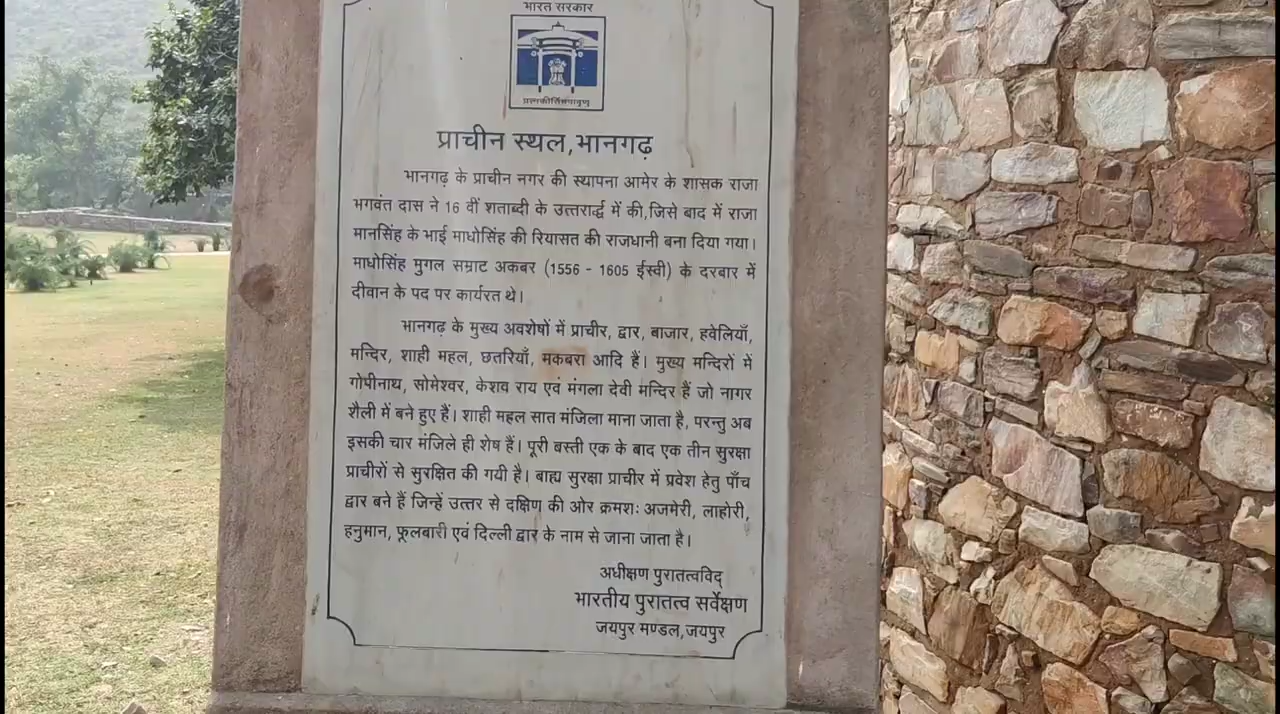 भारत सरकार
प्रत्नकीर्तिमपावृणु
प्राचीन स्थल,भानगढ़
भानगढ़ के प्राचीन नगर की स्थापना आमेर के शासक राजा
भगवंत दास ने 16 वीं शताब्दी के उत्तरार्द्ध में की,जिसे बाद में राजा
मानसिंह के भाई माधोसिंह की रियासत की राजधानी बना दिया गया।
माधोसिंह मुगल सम्राट अकबर (1556 - 1605 ईस्वी) के दरबार में
दीवान के पद पर कार्यरत थे।
भानगढ़ के मुख्य अवशेषों में प्राचीर, द्वार, बाजार, हवेलियाँ,
मन्दिर, शाही महल, छतरियाँ, मकबरा आदि हैं। मुख्य मन्दिरों में
गोपीनाथ, सोमेश्वर, केशव राय एवं मंगला देवी मन्दिर हैं जो नागर
शैली में बने हुए हैं। शाही महल सात मंजिला माना जाता है, परन्तु अब
इसकी चार मंजिले ही शेष हैं। पूरी बस्ती एक के बाद एक तीन सुरक्षा
प्राचीरों से सुरक्षित की गयी है। बाह्य सुरक्षा प्राचीर में प्रवेश हेतु पाँच
द्वार बने हैं जिन्हें उत्तर से दक्षिण की ओर क्रमशः अजमेरी, लाहोरी,
हनुमान, फूलबारी एवं दिल्ली द्वार के नाम से जाना जाता है।
अधीक्षण पुरातत्वविद्
भारतीय पुरातत्व सर्वेक्षण
जयपुर मण्डल,जयपुर